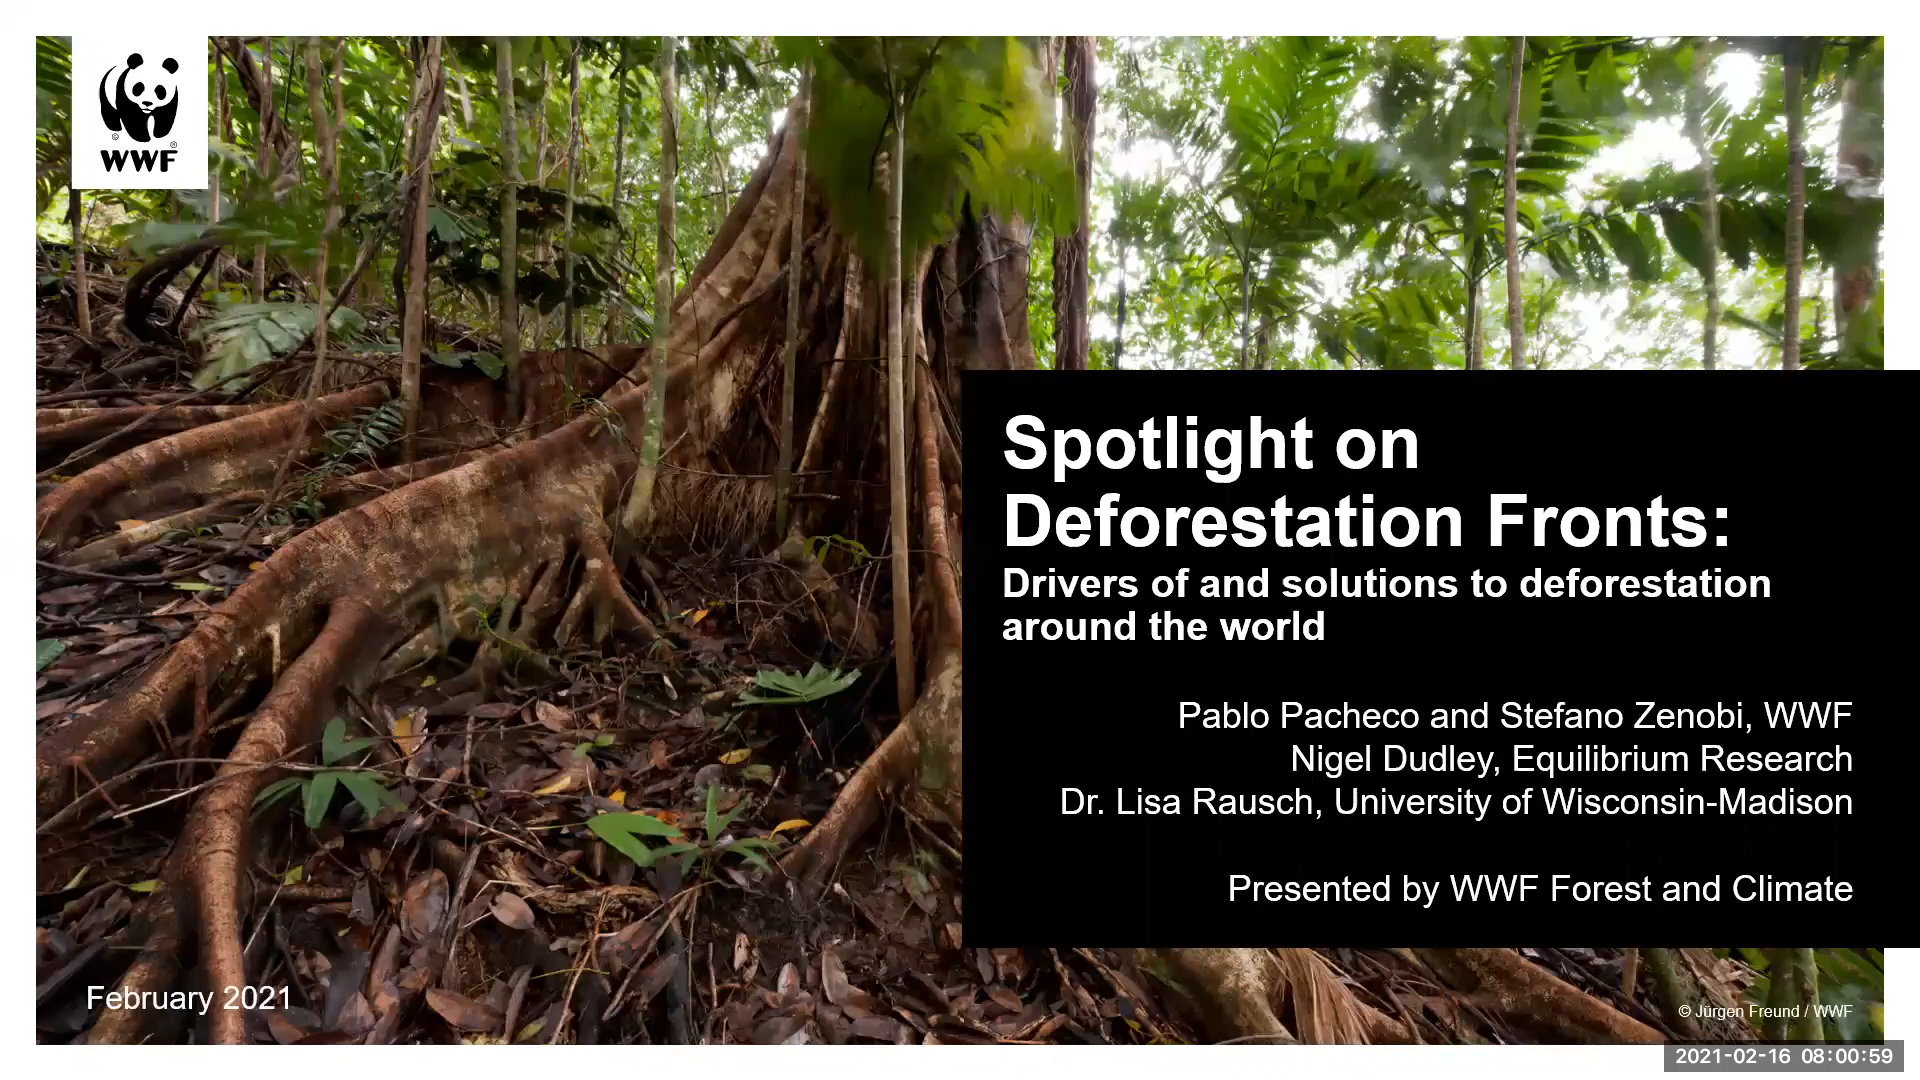 WWF
Spotlight on
Deforestation Fronts:
Drivers of and solutions to deforestation
around the world
Pablo Pacheco and Stefano Zenobi, WWF
Nigel Dudley, Equilibrium Research
Dr. Lisa Rausch, University of Wisconsin-Madison
Presented by WWF Forest and Climate
February 2021
© Jürgen Freund / WWF
2021-02-16 08:00:59